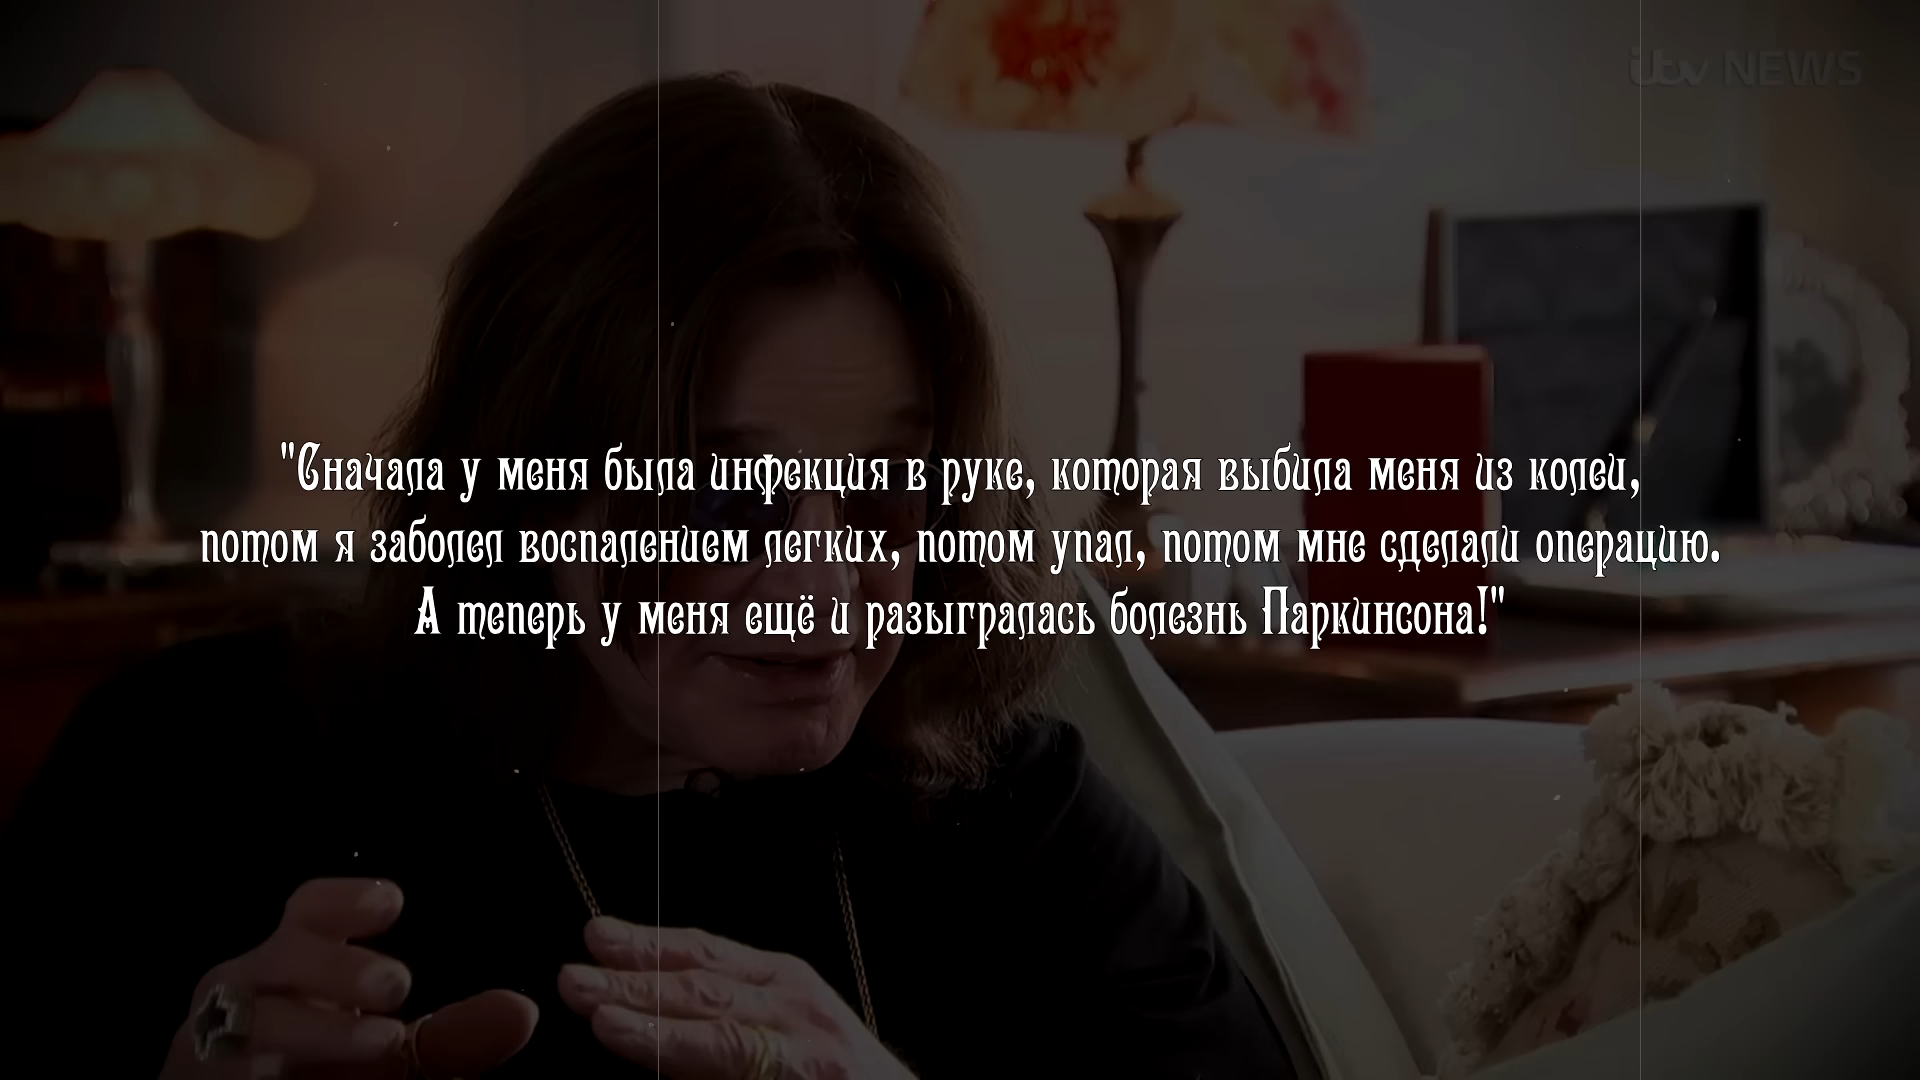 itv NEWS
"Сначала у меня была инфекция в руке, которая выбила меня из колеи,
потом я заболел воспалением легких, потом упал, потом мне сделали операцию.
А теперь у меня ещё и разыгралась болезнь Паркинсона!"